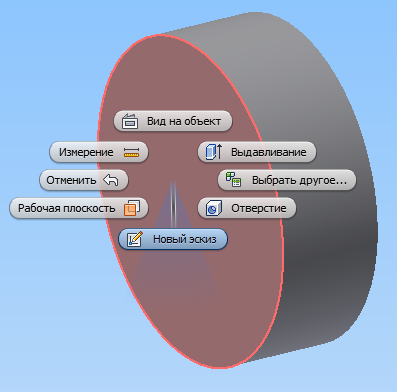 Вид на объект
Измерение
Выдавливание
Отменить
Выбрать другое...
Рабочая плоскость
Отверстие
Новый эскиз